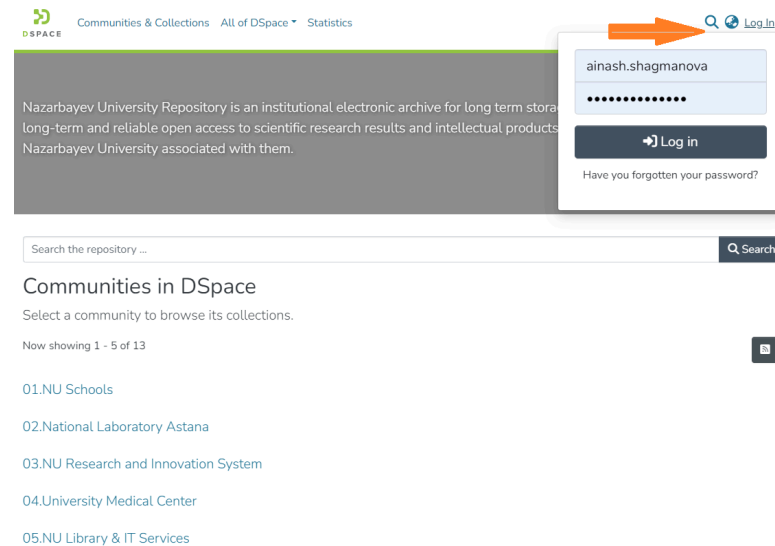 DSPACE
Communities & Collections All of DSpace Statistics Log In
ainash.shagmanova
••••••••••••••
Log in
Have you forgotten your password?
Nazarbayev University Repository is an institutional electronic archive for long term stora
long-term and reliable open access to scientific research results and intellectual products
Nazarbayev University associated with them.
Search the repository ...
Search
Communities in DSpace
Select a community to browse its collections.
Now showing 1 - 5 of 13
01.NU Schools
02.National Laboratory Astana
03.NU Research and Innovation System
04.University Medical Center
05.NU Library & IT Services